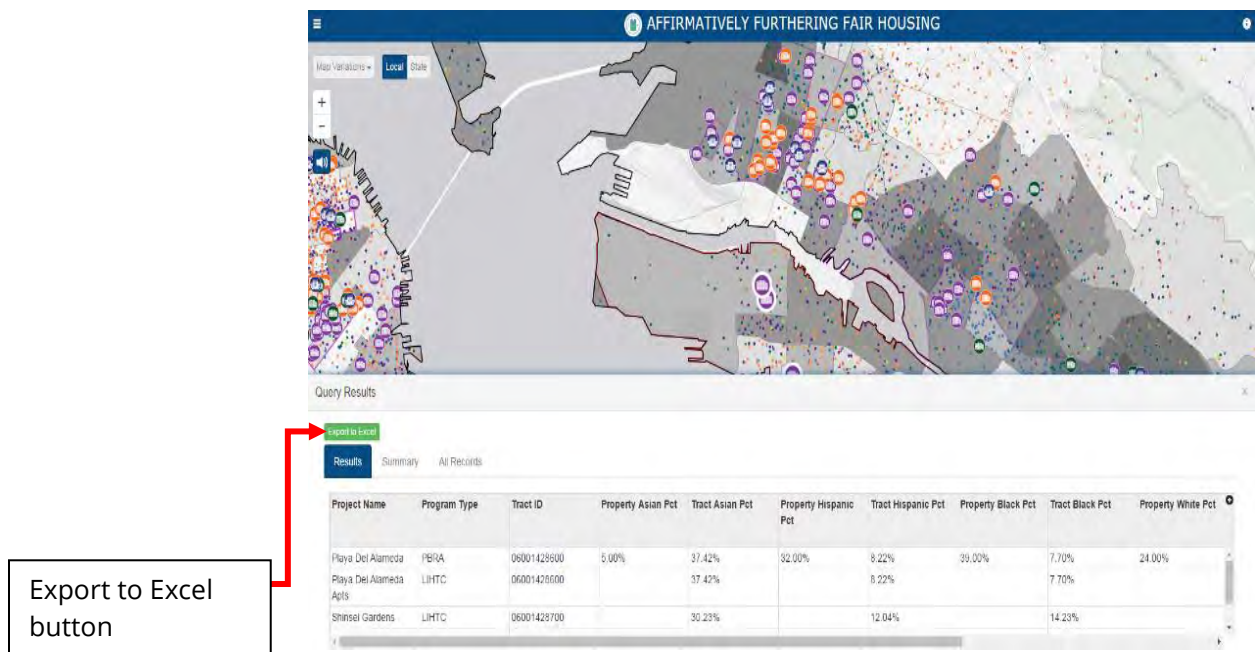 AFFIRMATIVELY FURTHERING FAIR HOUSING
Map Variations Local State
+
-
Query Results X
Export to Excel
Results Summary All Records
Project Name Program Type Tract ID Property Asian Pct Tract Asian Pct Property Hispanic Pct Tract Hispanic Pct Property Black Pct Tract Black Pct Property White Pct
Playa Del Alameda PBRA 06001428600 5.00% 37.42% 32.00% 8.22% 39.00% 7.70% 24.00%
Playa Del Alameda Apts LIHTC 06001428600 37.42% 8.22% 7.70%
Shinsei Gardens LIHTC 06001428700 30.23% 12.04% 14.23%
Export to Excel
button